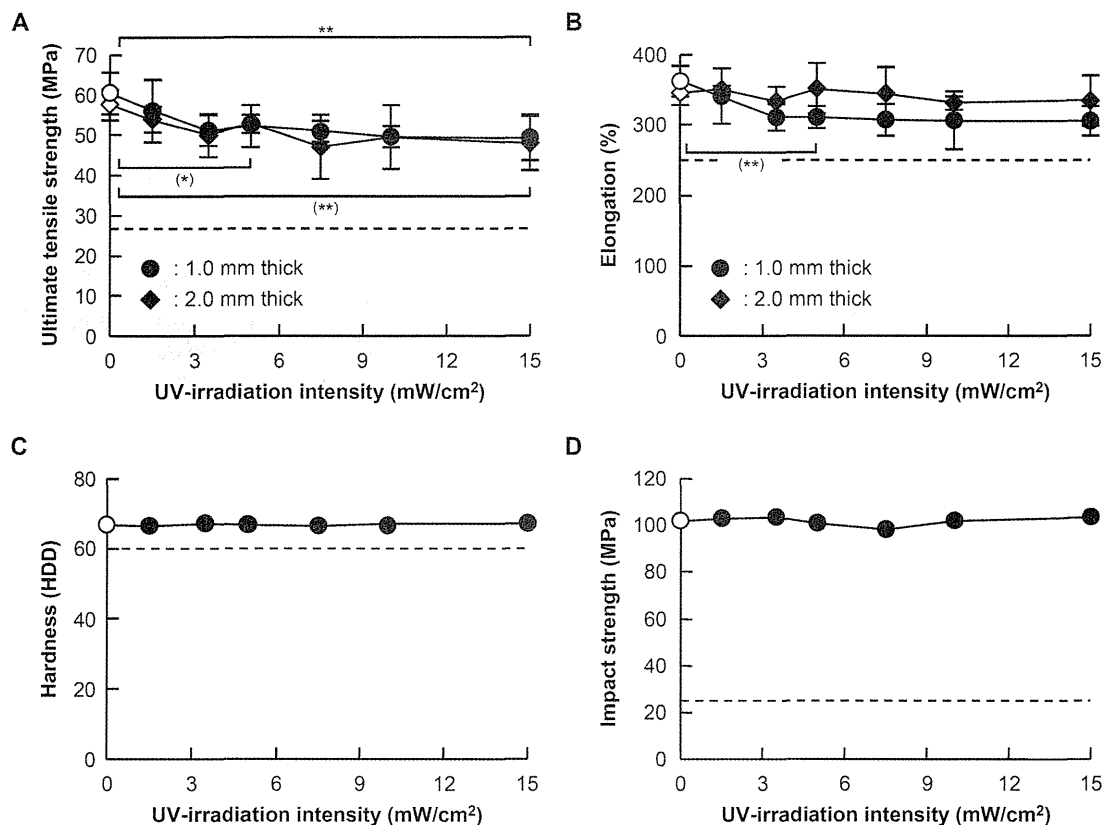 A
**
Ultimate tensile strength (MPa)
70
60
50
40
30
20
10
0
(*)
(**)
: 1.0 mm thick
: 2.0 mm thick
0 3 6 9 12 15
UV-irradiation intensity (mW/cm²)
B
Elongation (%)
400
300
200
100
0
(**)
: 1.0 mm thick
: 2.0 mm thick
0 3 6 9 12 15
UV-irradiation intensity (mW/cm²)
C
Hardness (HDD)
80
60
40
20
0
0 3 6 9 12 15
UV-irradiation intensity (mW/cm²)
D
Impact strength (MPa)
120
100
80
60
40
20
0
0 3 6 9 12 15
UV-irradiation intensity (mW/cm²)